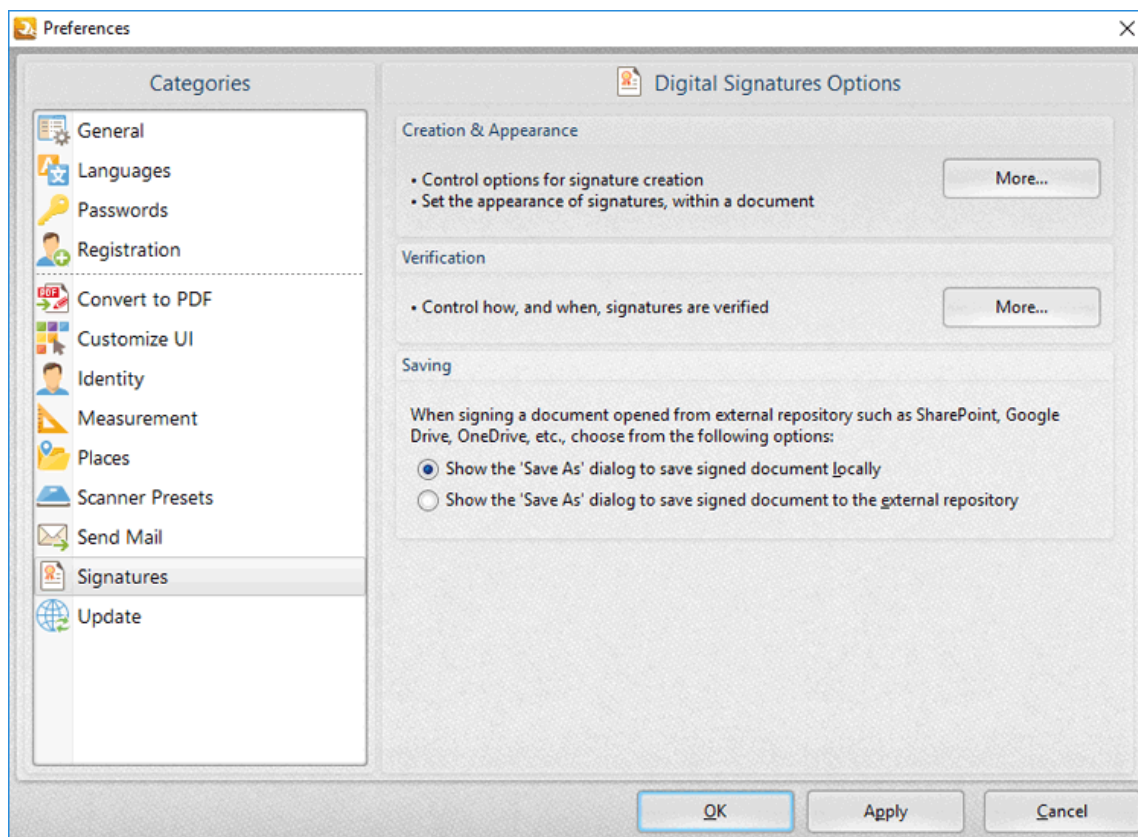 Preferences
Categories
General
Languages
Passwords
Registration
Convert to PDF
Customize UI
Identity
Measurement
Places
Scanner Presets
Send Mail
Signatures
Update
Digital Signatures Options
Creation & Appearance
• Control options for signature creation
• Set the appearance of signatures, within a document
More...
Verification
• Control how, and when, signatures are verified
More...
Saving
When signing a document opened from external repository such as SharePoint, Google
Drive, OneDrive, etc., choose from the following options:
Show the 'Save As' dialog to save signed document locally
Show the 'Save As' dialog to save signed document to the external repository
OK
Apply
Cancel